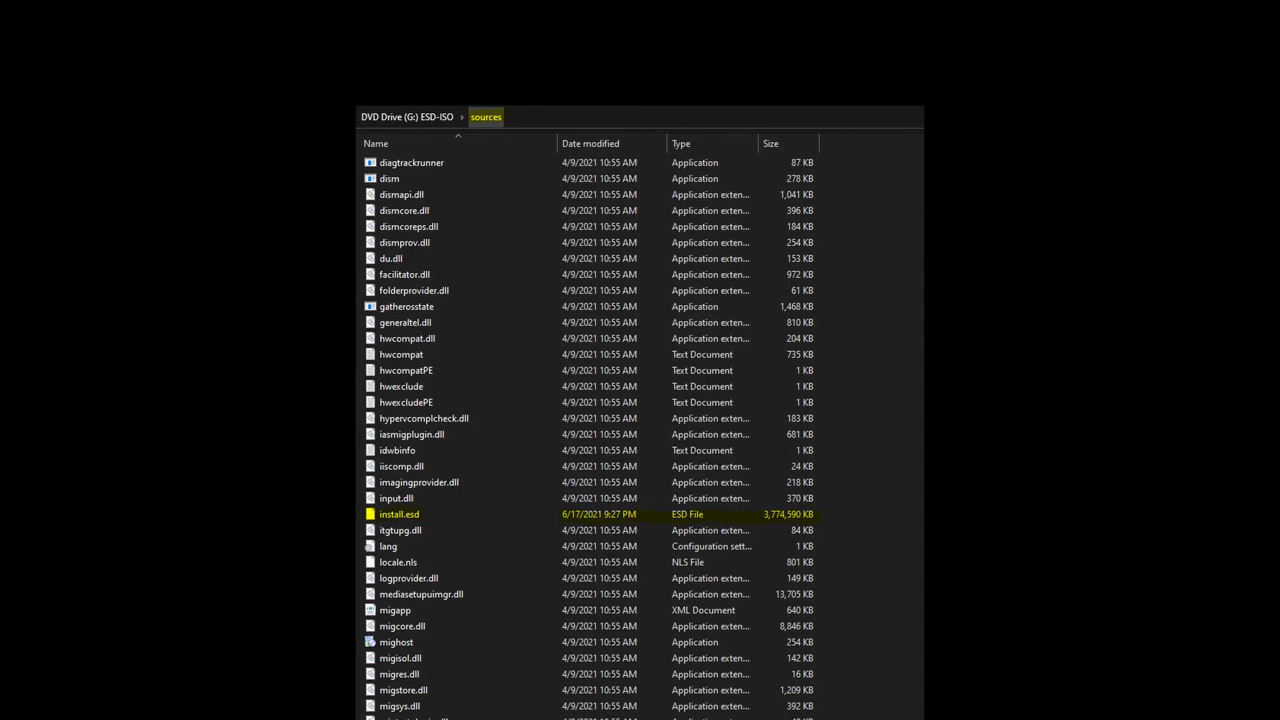 DVD Drive (G:) ESD-ISO > sources
Name Date modified Type Size
diagtrackrunner 4/9/2021 10:55 AM Application 87 KB
dism 4/9/2021 10:55 AM Application 278 KB
dismapi.dll 4/9/2021 10:55 AM Application exten... 1,041 KB
dismcore.dll 4/9/2021 10:55 AM Application exten... 396 KB
dismcoreps.dll 4/9/2021 10:55 AM Application exten... 184 KB
dismprov.dll 4/9/2021 10:55 AM Application exten... 254 KB
du.dll 4/9/2021 10:55 AM Application exten... 153 KB
facilitator.dll 4/9/2021 10:55 AM Application exten... 972 KB
folderprovider.dll 4/9/2021 10:55 AM Application exten... 61 KB
gatherosstate 4/9/2021 10:55 AM Application 1,468 KB
generaltel.dll 4/9/2021 10:55 AM Application exten... 810 KB
hwcompat.dll 4/9/2021 10:55 AM Application exten... 204 KB
hwcompat 4/9/2021 10:55 AM Text Document 735 KB
hwcompatPE 4/9/2021 10:55 AM Text Document 1 KB
hwexclude 4/9/2021 10:55 AM Text Document 1 KB
hwexcludePE 4/9/2021 10:55 AM Text Document 1 KB
hypervcomplcheck.dll 4/9/2021 10:55 AM Application exten... 183 KB
iasmigplugin.dll 4/9/2021 10:55 AM Application exten... 681 KB
idwbinfo 4/9/2021 10:55 AM Text Document 1 KB
iiscomp.dll 4/9/2021 10:55 AM Application exten... 24 KB
imagingprovider.dll 4/9/2021 10:55 AM Application exten... 218 KB
input.dll 4/9/2021 10:55 AM Application exten... 370 KB
install.esd 6/17/2021 9:27 PM ESD File 3,774,590 KB
itgtupg.dll 4/9/2021 10:55 AM Application exten... 84 KB
lang 4/9/2021 10:55 AM Configuration sett... 1 KB
locale.nls 4/9/2021 10:55 AM NLS File 801 KB
logprovider.dll 4/9/2021 10:55 AM Application exten... 149 KB
mediasetupuimgr.dll 4/9/2021 10:55 AM Application exten... 13,705 KB
migapp 4/9/2021 10:55 AM XML Document 640 KB
migcore.dll 4/9/2021 10:55 AM Application exten... 8,846 KB
mighost 4/9/2021 10:55 AM Application 254 KB
migisol.dll 4/9/2021 10:55 AM Application exten... 142 KB
migres.dll 4/9/2021 10:55 AM Application exten... 16 KB
migstore.dll 4/9/2021 10:55 AM Application exten... 1,209 KB
migsys.dll 4/9/2021 10:55 AM Application exten... 392 KB